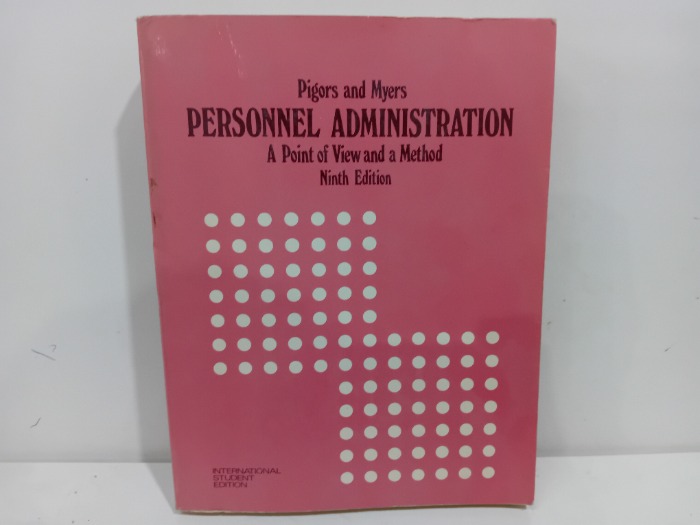 Pigors and Myers
PERSONNEL ADMINISTRATION
A Point of View and a Method
Ninth Edition
INTERNATIONAL
STUDENT
EDITION